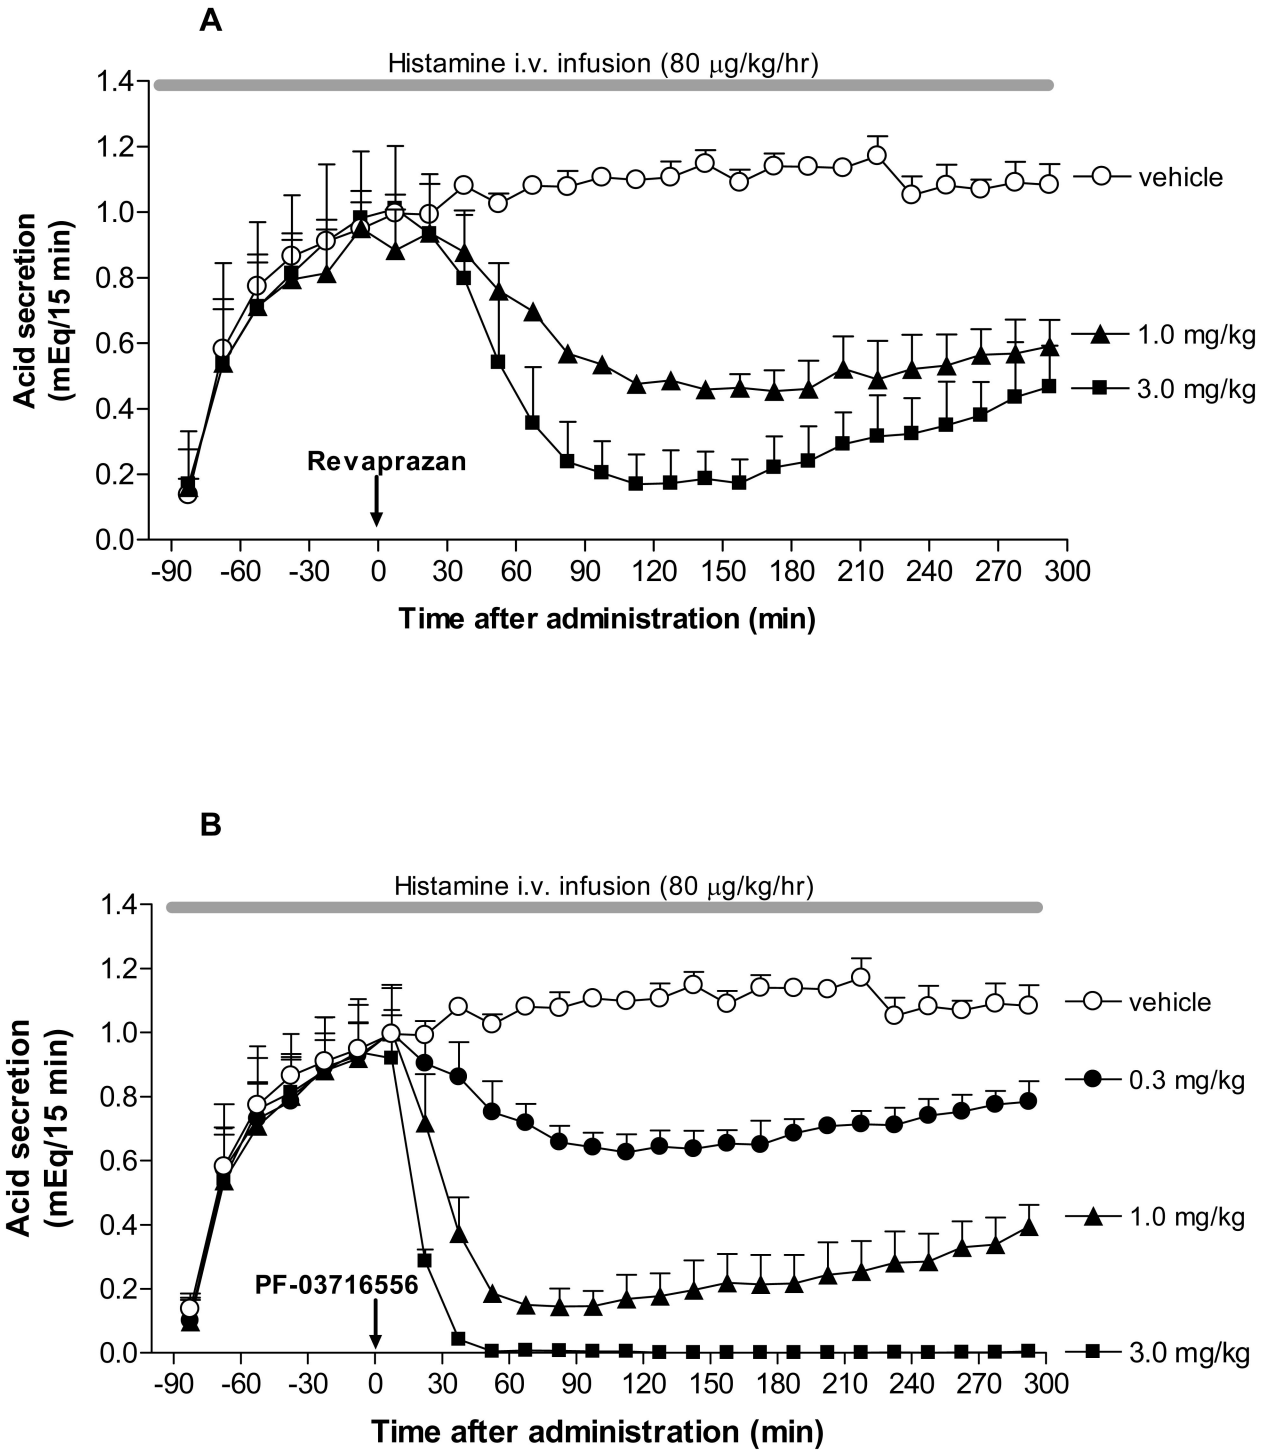 A
Histamine i.v. infusion (80 μg/kg/hr)
1.4
1.2
1.0
0.8
0.6
0.4
0.2
0.0
Acid secretion
(mEq/15 min)
vehicle
1.0 mg/kg
3.0 mg/kg
Revaprazan
-90 -60 -30 0 30 60 90 120 150 180 210 240 270 300
Time after administration (min)
B
Histamine i.v. infusion (80 μg/kg/hr)
1.4
1.2
1.0
0.8
0.6
0.4
0.2
0.0
Acid secretion
(mEq/15 min)
vehicle
0.3 mg/kg
1.0 mg/kg
3.0 mg/kg
PF-03716556
-90 -60 -30 0 30 60 90 120 150 180 210 240 270 300
Time after administration (min)